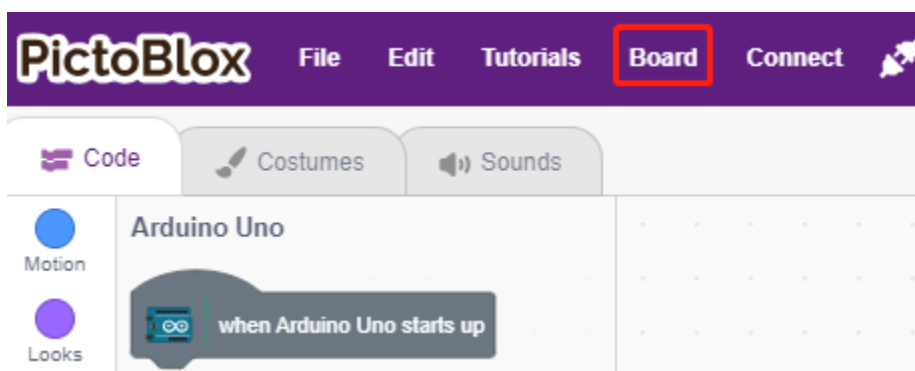 PictoBlox File Edit Tutorials Board Connect
Code Costumes Sounds
Motion
Looks
Arduino Uno
when Arduino Uno starts up